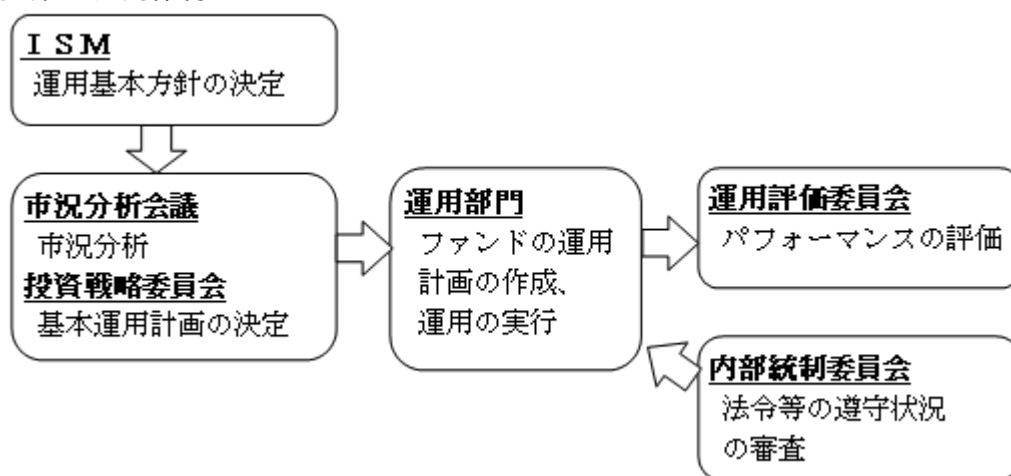 ＩＳＭ
運用基本方針の決定
市況分析会議
市況分析
投資戦略委員会
基本運用計画の決定
運用部門
ファンドの運用
計画の作成、
運用の実行
運用評価委員会
パフォーマンスの評価
内部統制委員会
法令等の遵守状況
の審査